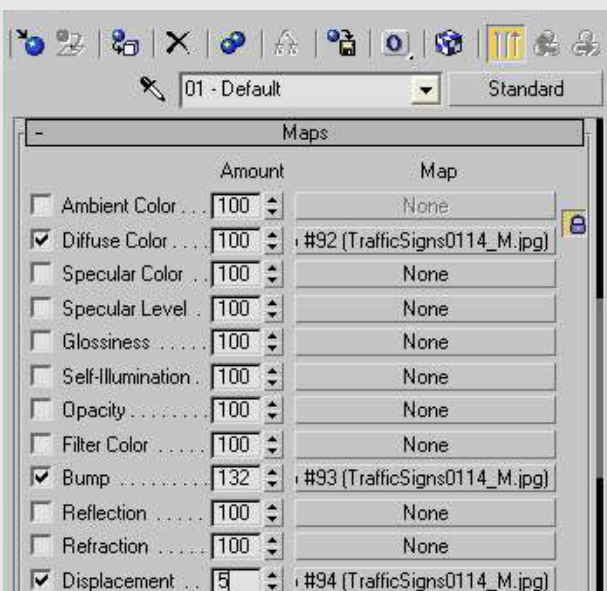 01 - Default Standard
- Maps
Amount Map
Ambient Color . . . 100 None
Diffuse Color . . . . 100 #92 (TrafficSigns0114_M.jpg)
Specular Color . . 100 None
Specular Level . 100 None
Glossiness . . . . . 100 None
Self-Illumination . 100 None
Opacity . . . . . . . . 100 None
Filter Color . . . . . 100 None
Bump . . . . . . . . . 132 #93 (TrafficSigns0114_M.jpg)
Reflection . . . . . 100 None
Refraction . . . . . 100 None
Displacement . . 5 #94 (TrafficSigns0114_M.jpg)